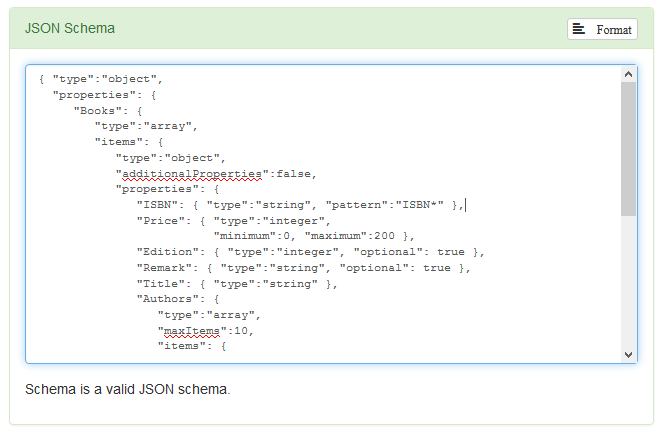 JSON Schema
Format
{ "type":"object",
"properties": {
"Books": {
"type":"array",
"items": {
"type":"object",
"additionalProperties":false,
"properties": {
"ISBN": { "type":"string", "pattern":"ISBN*" },
"Price": { "type":"integer",
"minimum":0, "maximum":200 },
"Edition": { "type":"integer", "optional": true },
"Remark": { "type":"string", "optional": true },
"Title": { "type":"string" },
"Authors": {
"type":"array",
"maxItems":10,
"items": {
Schema is a valid JSON schema.